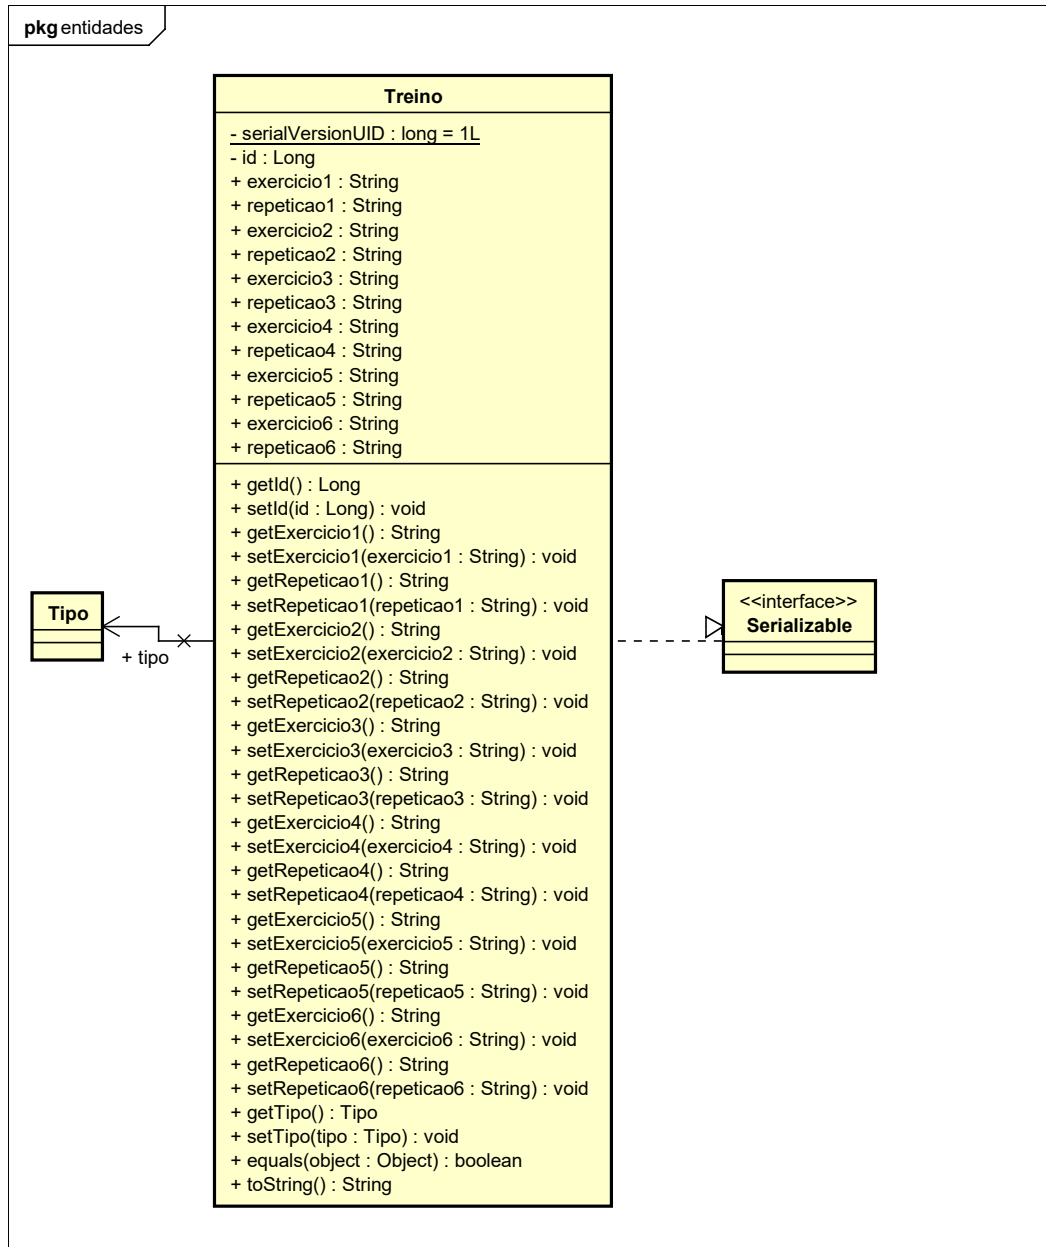 pkg entidades
Treino
- serialVersionUID : long = 1L
- id : Long
+ exercicio1 : String
+ repeticao1 : String
+ exercicio2 : String
+ repeticao2 : String
+ exercicio3 : String
+ repeticao3 : String
+ exercicio4 : String
+ repeticao4 : String
+ exercicio5 : String
+ repeticao5 : String
+ exercicio6 : String
+ repeticao6 : String
+ getId() : Long
+ setId(id : Long) : void
+ getExercicio1() : String
+ setExercicio1(exercicio1 : String) : void
+ getRepeticao1() : String
+ setRepeticao1(repeticao1 : String) : void
+ getExercicio2() : String
+ setExercicio2(exercicio2 : String) : void
+ getRepeticao2() : String
+ setRepeticao2(repeticao2 : String) : void
+ getExercicio3() : String
+ setExercicio3(exercicio3 : String) : void
+ getRepeticao3() : String
+ setRepeticao3(repeticao3 : String) : void
+ getExercicio4() : String
+ setExercicio4(exercicio4 : String) : void
+ getRepeticao4() : String
+ setRepeticao4(repeticao4 : String) : void
+ getExercicio5() : String
+ setExercicio5(exercicio5 : String) : void
+ getRepeticao5() : String
+ setRepeticao5(repeticao5 : String) : void
+ getExercicio6() : String
+ setExercicio6(exercicio6 : String) : void
+ getRepeticao6() : String
+ setRepeticao6(repeticao6 : String) : void
+ getTipo() : Tipo
+ setTipo(tipo : Tipo) : void
+ equals(object : Object) : boolean
+ toString() : String
Tipo
+ tipo
<<interface>>
Serializable